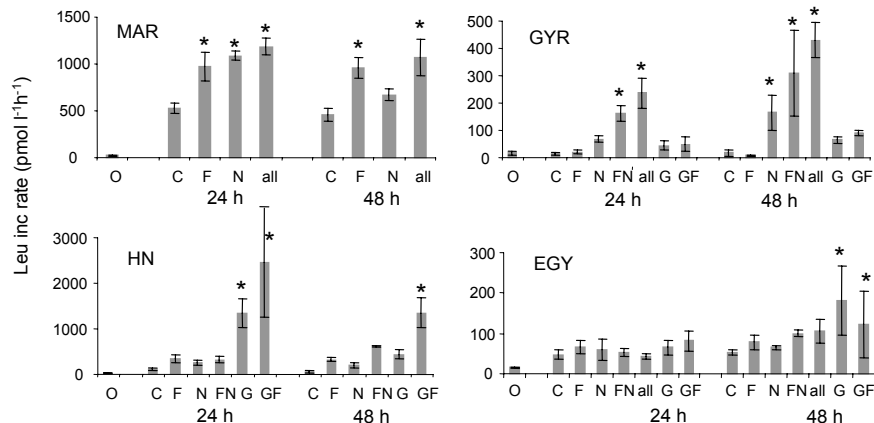 Leu inc rate (pmol l⁻¹h⁻¹)
MAR
1500
1000
500
0
* * * * *
O C F N all C F N all
24 h 48 h
GYR
500
400
300
200
100
0
* * * * *
O C F N FN all G GF C F N FN all G GF
24 h 48 h
HN
3000
2000
1000
0
* * *
O C F N FN G GF C F N FN G GF
24 h 48 h
EGY
300
200
100
0
* *
O C F N FN all G GF C F N FN all G GF
24 h 48 h